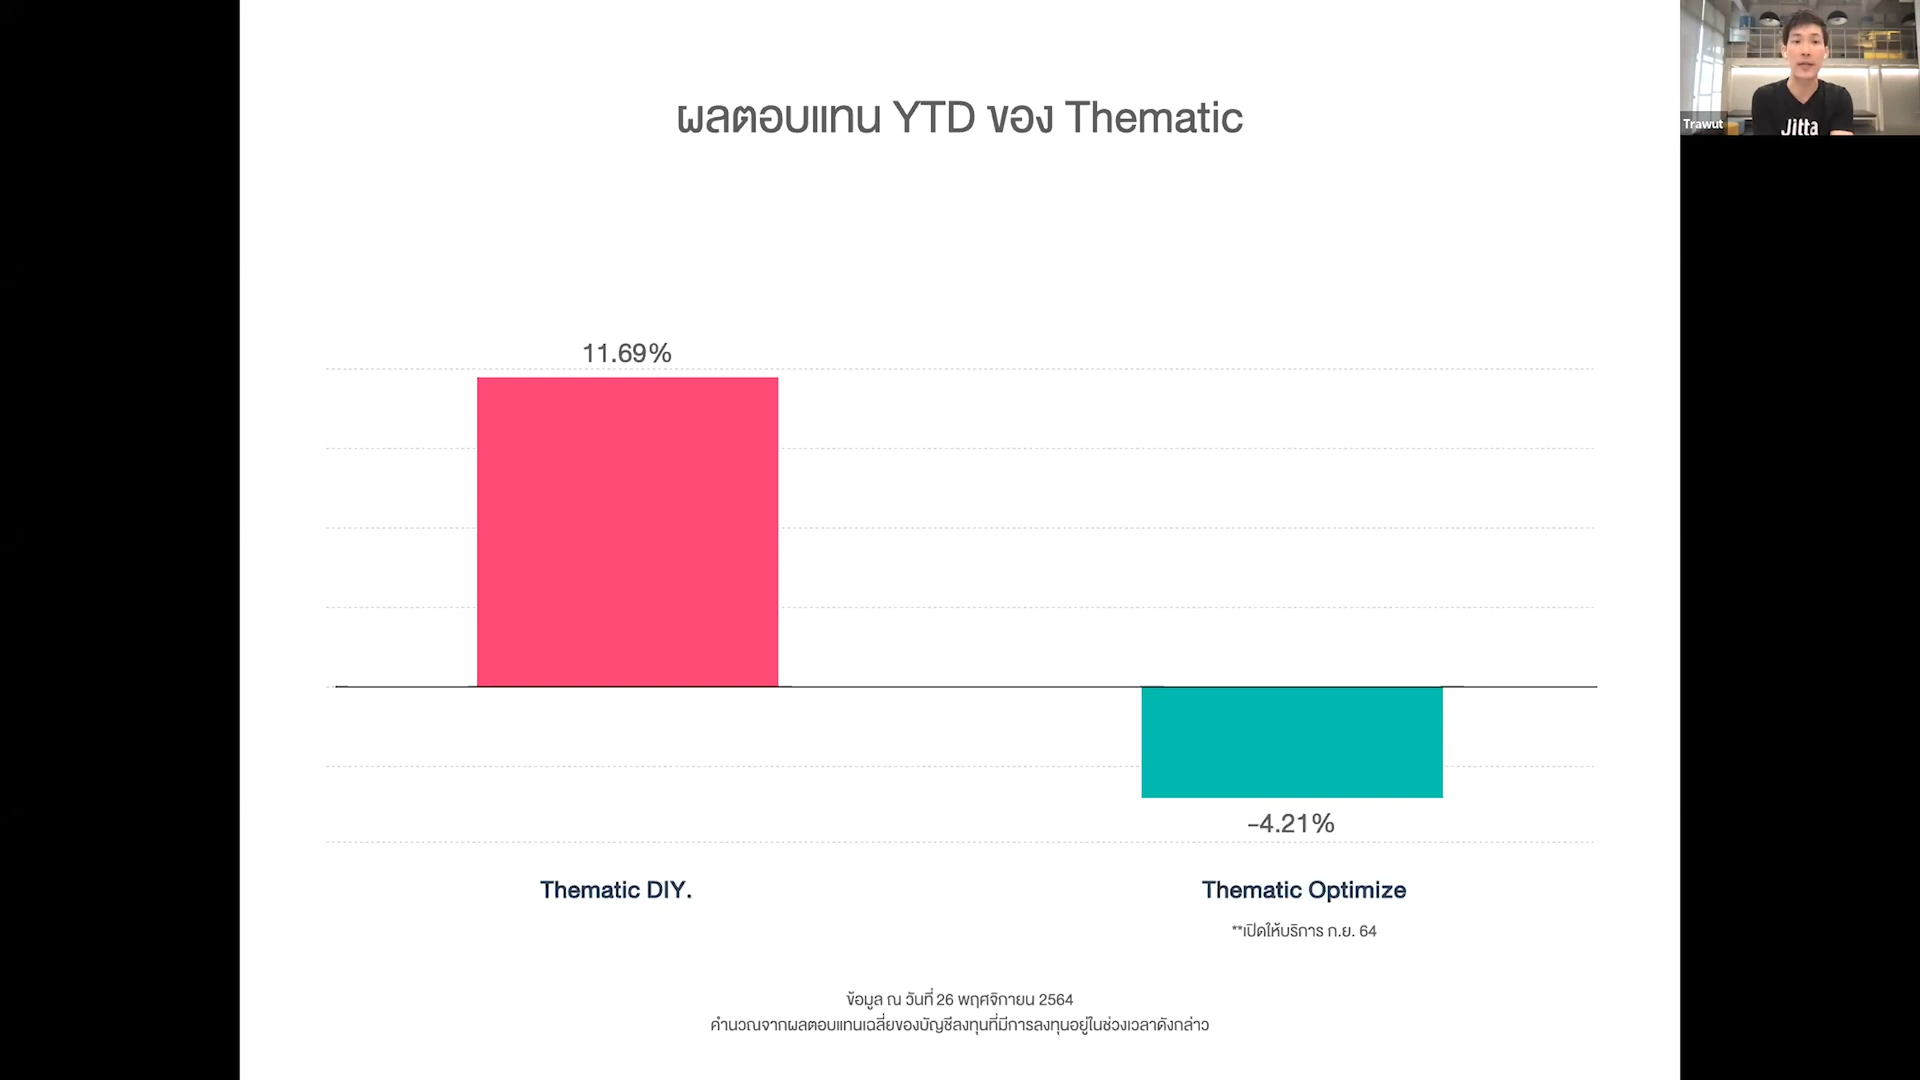 ผลตอบแทน YTD ของ Thematic
Trawut
Jitta
11.69%
-4.21%
Thematic DIY.
Thematic Optimize
**เปิดให้บริการ ก.ย. 64
ข้อมูล ณ วันที่ 26 พฤศจิกายน 2564
คำนวณจากผลตอบแทนเฉลี่ยของบัญชีลงทุนที่มีการลงทุนอยู่ในช่วงเวลาดังกล่าว